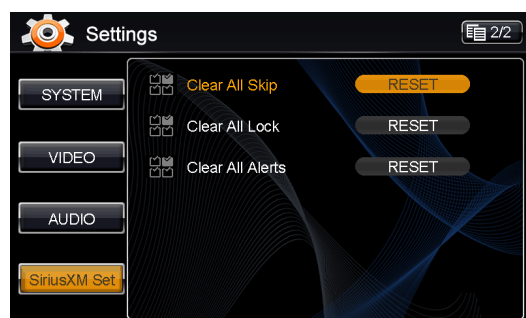 Settings
2/2
SYSTEM
VIDEO
AUDIO
SiriusXM Set
Clear All Skip RESET
Clear All Lock RESET
Clear All Alerts RESET